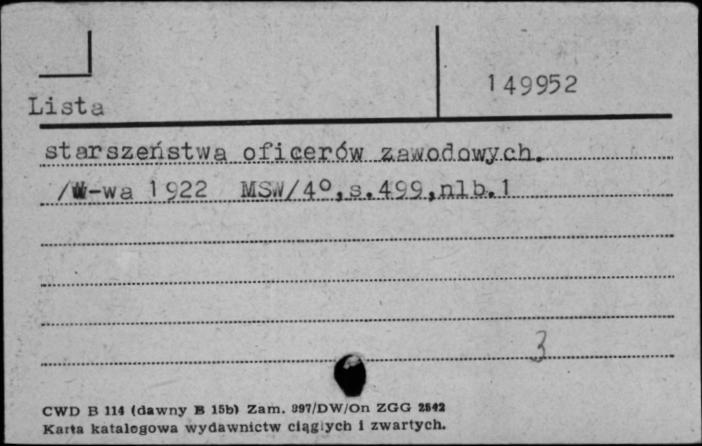 149952
Lista
starszeństwa oficerów zawodowych.
/W-wa 1922 MSW/4°,s.499,nlb.1
3
CWD B 114 (dawny B 15b) Zam. 997/DW/On ZGG 2542
Karta katalogowa wydawnictw ciągłych i zwartych.